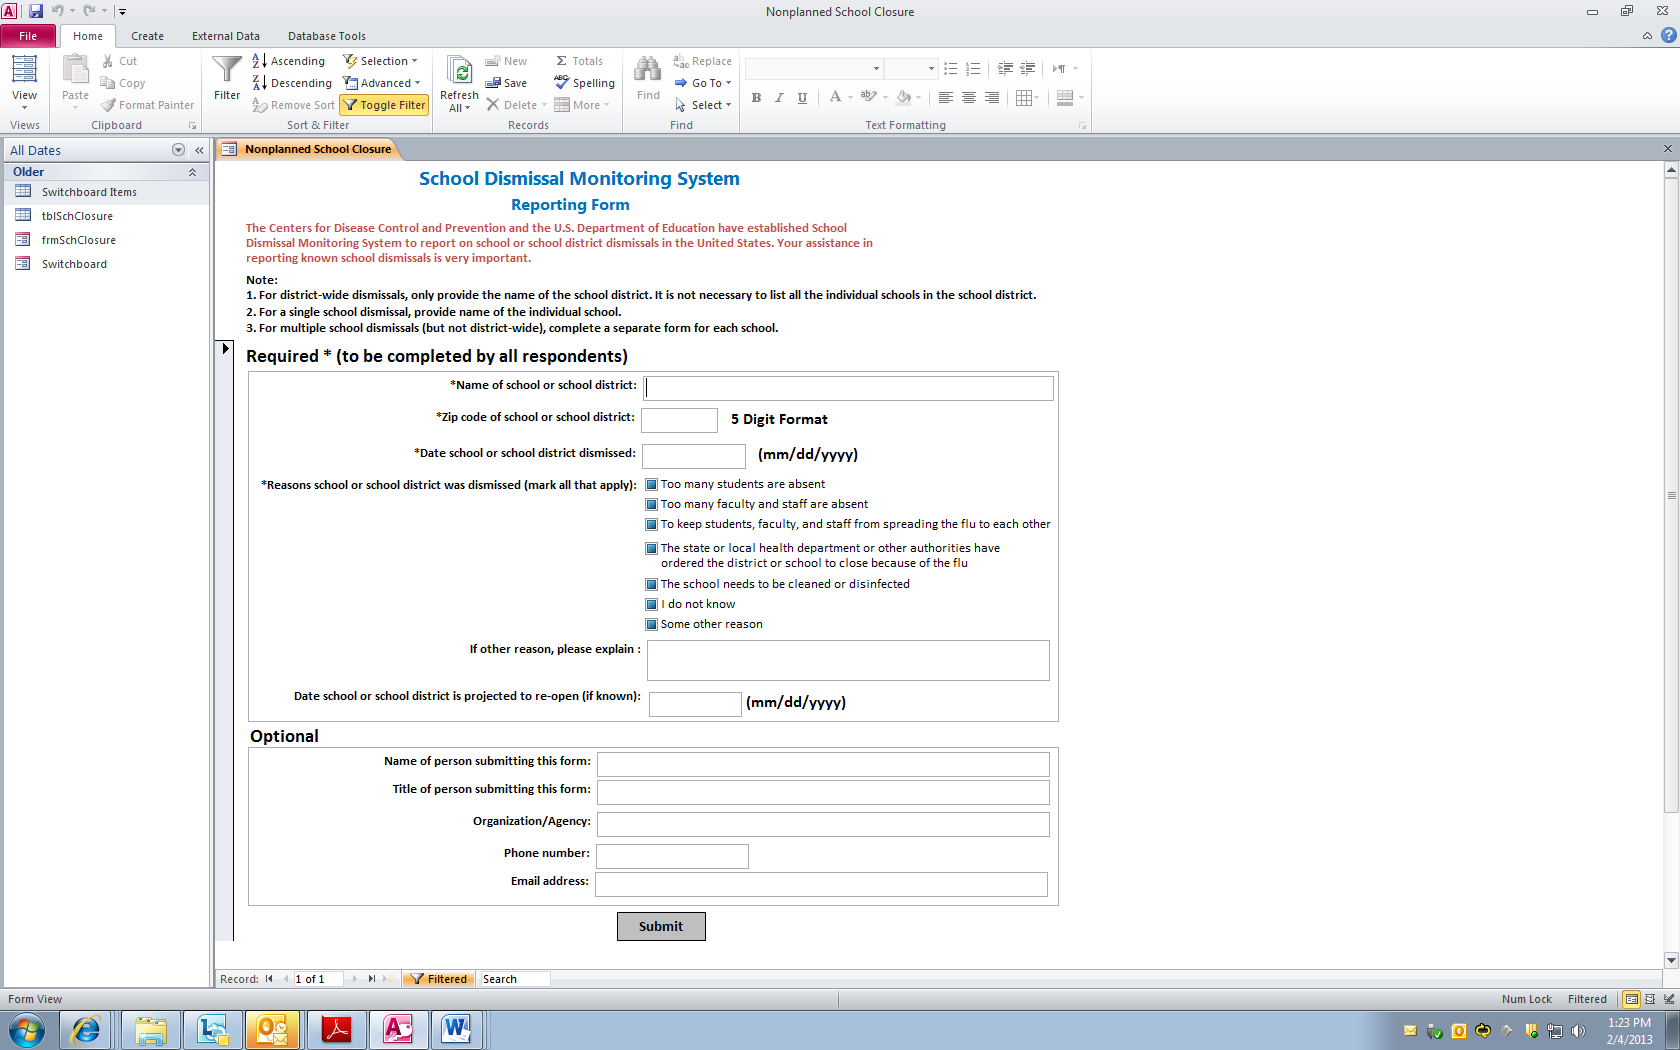 Nonplanned School Closure
File Home Create External Data Database Tools
View
Views
Paste
Cut
Copy
Format Painter
Clipboard
Filter
Ascending
Descending
Remove Sort
Selection
Advanced
Toggle Filter
Sort & Filter
Refresh
All
New
Save
Delete
Totals
Spelling
More
Records
Find
Replace
Go To
Select
Find
B I U
Text Formatting
All Dates
Older
Switchboard Items
tblSchClosure
frmSchClosure
Switchboard
Nonplanned School Closure
School Dismissal Monitoring System
Reporting Form
The Centers for Disease Control and Prevention and the U.S. Department of Education have established School
Dismissal Monitoring System to report on school or school district dismissals in the United States. Your assistance in
reporting known school dismissals is very important.
Note:
1. For district-wide dismissals, only provide the name of the school district. It is not necessary to list all the individual schools in the school district.
2. For a single school dismissal, provide name of the individual school.
3. For multiple school dismissals (but not district-wide), complete a separate form for each school.
Required * (to be completed by all respondents)
*Name of school or school district:
*Zip code of school or school district: 5 Digit Format
*Date school or school district dismissed: (mm/dd/yyyy)
*Reasons school or school district was dismissed (mark all that apply): Too many students are absent
Too many faculty and staff are absent
To keep students, faculty, and staff from spreading the flu to each other
The state or local health department or other authorities have
ordered the district or school to close because of the flu
The school needs to be cleaned or disinfected
I do not know
Some other reason
If other reason, please explain :
Date school or school district is projected to re-open (if known): (mm/dd/yyyy)
Optional
Name of person submitting this form:
Title of person submitting this form:
Organization/Agency:
Phone number:
Email address:
Submit
Record: 1 of 1 Filtered Search
Form View Num Lock Filtered
1:23 PM
2/4/2013